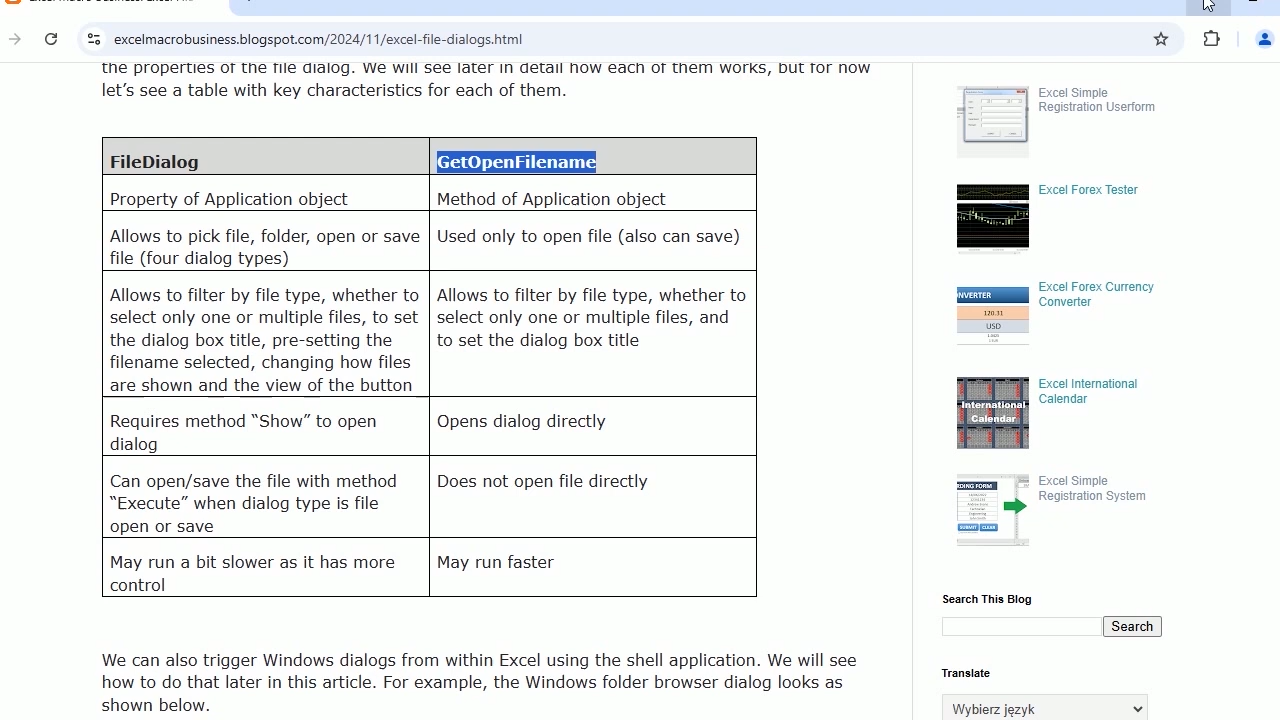 excelmacrobusiness.blogspot.com/2024/11/excel-file-dialogs.html
the properties of the file dialog. We will see later in detail how each of them works, but for now
let’s see a table with key characteristics for each of them.
FileDialog
GetOpenFilename
Property of Application object
Method of Application object
Allows to pick file, folder, open or save
file (four dialog types)
Used only to open file (also can save)
Allows to filter by file type, whether to
select only one or multiple files, to set
the dialog box title, pre setting the
filename selected, changing how files
are shown and the view of the button
Allows to filter by file type, whether to
select only one or multiple files, and
to set the dialog box title
Requires method “Show” to open
dialog
Opens dialog directly
Can open/save the file with method
“Execute” when dialog type is file
open or save
Does not open file directly
May run a bit slower as it has more
control
May run faster
We can also trigger Windows dialogs from within Excel using the shell application. We will see
how to do that later in this article. For example, the Windows folder browser dialog looks as
shown below.
Excel Simple
Registration Userform
Excel Forex Tester
NVERTER
120.31
USD
Excel Forex Currency
Converter
International
Calendar
Excel International
Calendar
RDING FORM
SUBMIT
CLEAR
Excel Simple
Registration System
Search This Blog
Search
Translate
Wybierz język